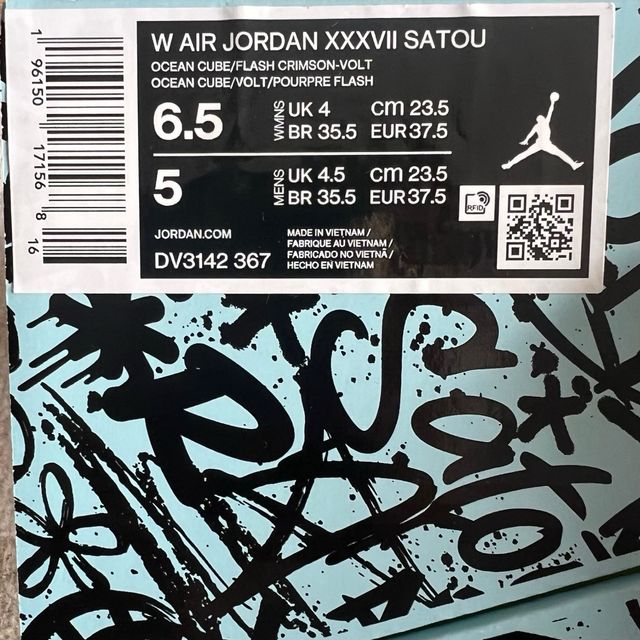 W AIR JORDAN XXXVII SATOU
OCEAN CUBE/FLASH CRIMSON-VOLT
OCEAN CUBE/VOLT/POURPRE FLASH
6.5 WMNS UK 4 cm 23.5
BR 35.5 EUR 37.5
5 MENS UK 4.5 cm 23.5
BR 35.5 EUR 37.5
RFID
JORDAN.COM
DV3142 367
MADE IN VIETNAM /
FABRIQUE AU VIETNAM /
FABRICADO NO VIETNÃ /
HECHO EN VIETNAM
1 96150 17156 8 16